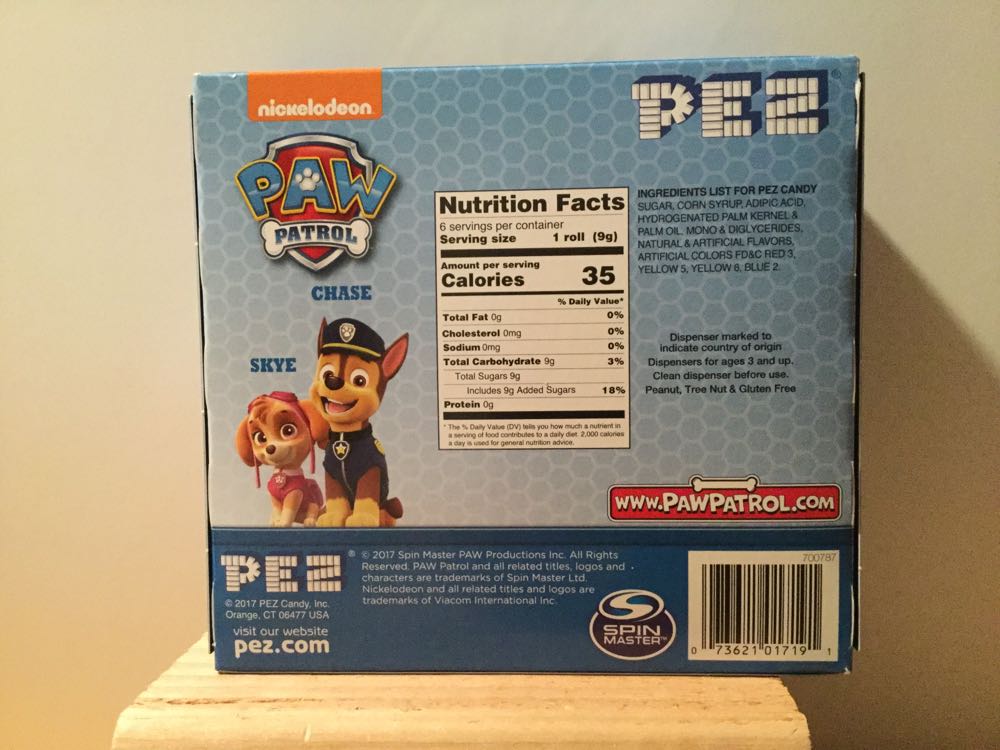 nickelodeon
PEZ®
PAW
PATROL
CHASE
SKYE
Nutrition Facts
6 servings per container
Serving size 1 roll (9g)
Amount per serving
Calories 35
% Daily Value*
Total Fat 0g 0%
Cholesterol 0mg 0%
Sodium 0mg 0%
Total Carbohydrate 9g 3%
Total Sugars 9g
Includes 9g Added Sugars 18%
Protein 0g
* The % Daily Value (DV) tells you how much a nutrient in
a serving of food contributes to a daily diet. 2,000 calories
a day is used for general nutrition advice.
INGREDIENTS LIST FOR PEZ CANDY
SUGAR, CORN SYRUP, ADIPIC ACID,
HYDROGENATED PALM KERNEL &
PALM OIL, MONO & DIGLYCERIDES,
NATURAL & ARTIFICIAL FLAVORS,
ARTIFICIAL COLORS FD&C RED 3,
YELLOW 5, YELLOW 6, BLUE 2.
Dispenser marked to
indicate country of origin
Dispensers for ages 3 and up.
Clean dispenser before use.
Peanut, Tree Nut & Gluten Free
www.PAWPATROL.COM
PEZ®
© 2017 PEZ Candy, Inc.
Orange, CT 06477 USA
visit our website
pez.com
© 2017 Spin Master PAW Productions Inc. All Rights
Reserved. PAW Patrol and all related titles, logos and
characters are trademarks of Spin Master Ltd.
Nickelodeon and all related titles and logos are
trademarks of Viacom International Inc.
SPIN
MASTER™
700787
0 73621 01719 1